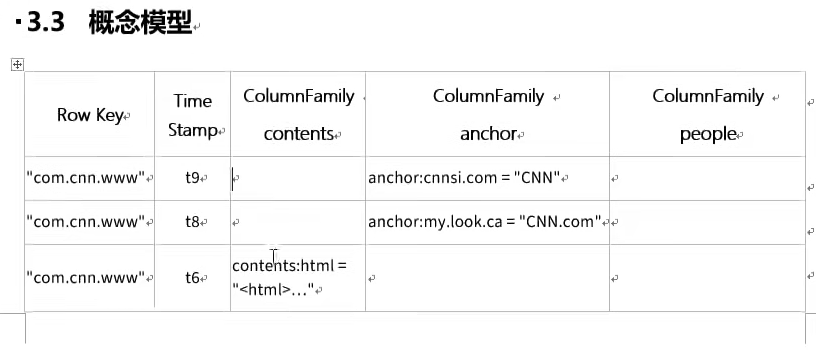 3.3 概念模型
Row Key
Time
Stamp
ColumnFamily
contents
ColumnFamily
anchor
ColumnFamily
people
"com.cnn.www"
t9
anchor:cnnsi.com = "CNN"
"com.cnn.www"
t8
anchor:my.look.ca = "CNN.com"
"com.cnn.www"
t6
contents:html =
"<html>…"